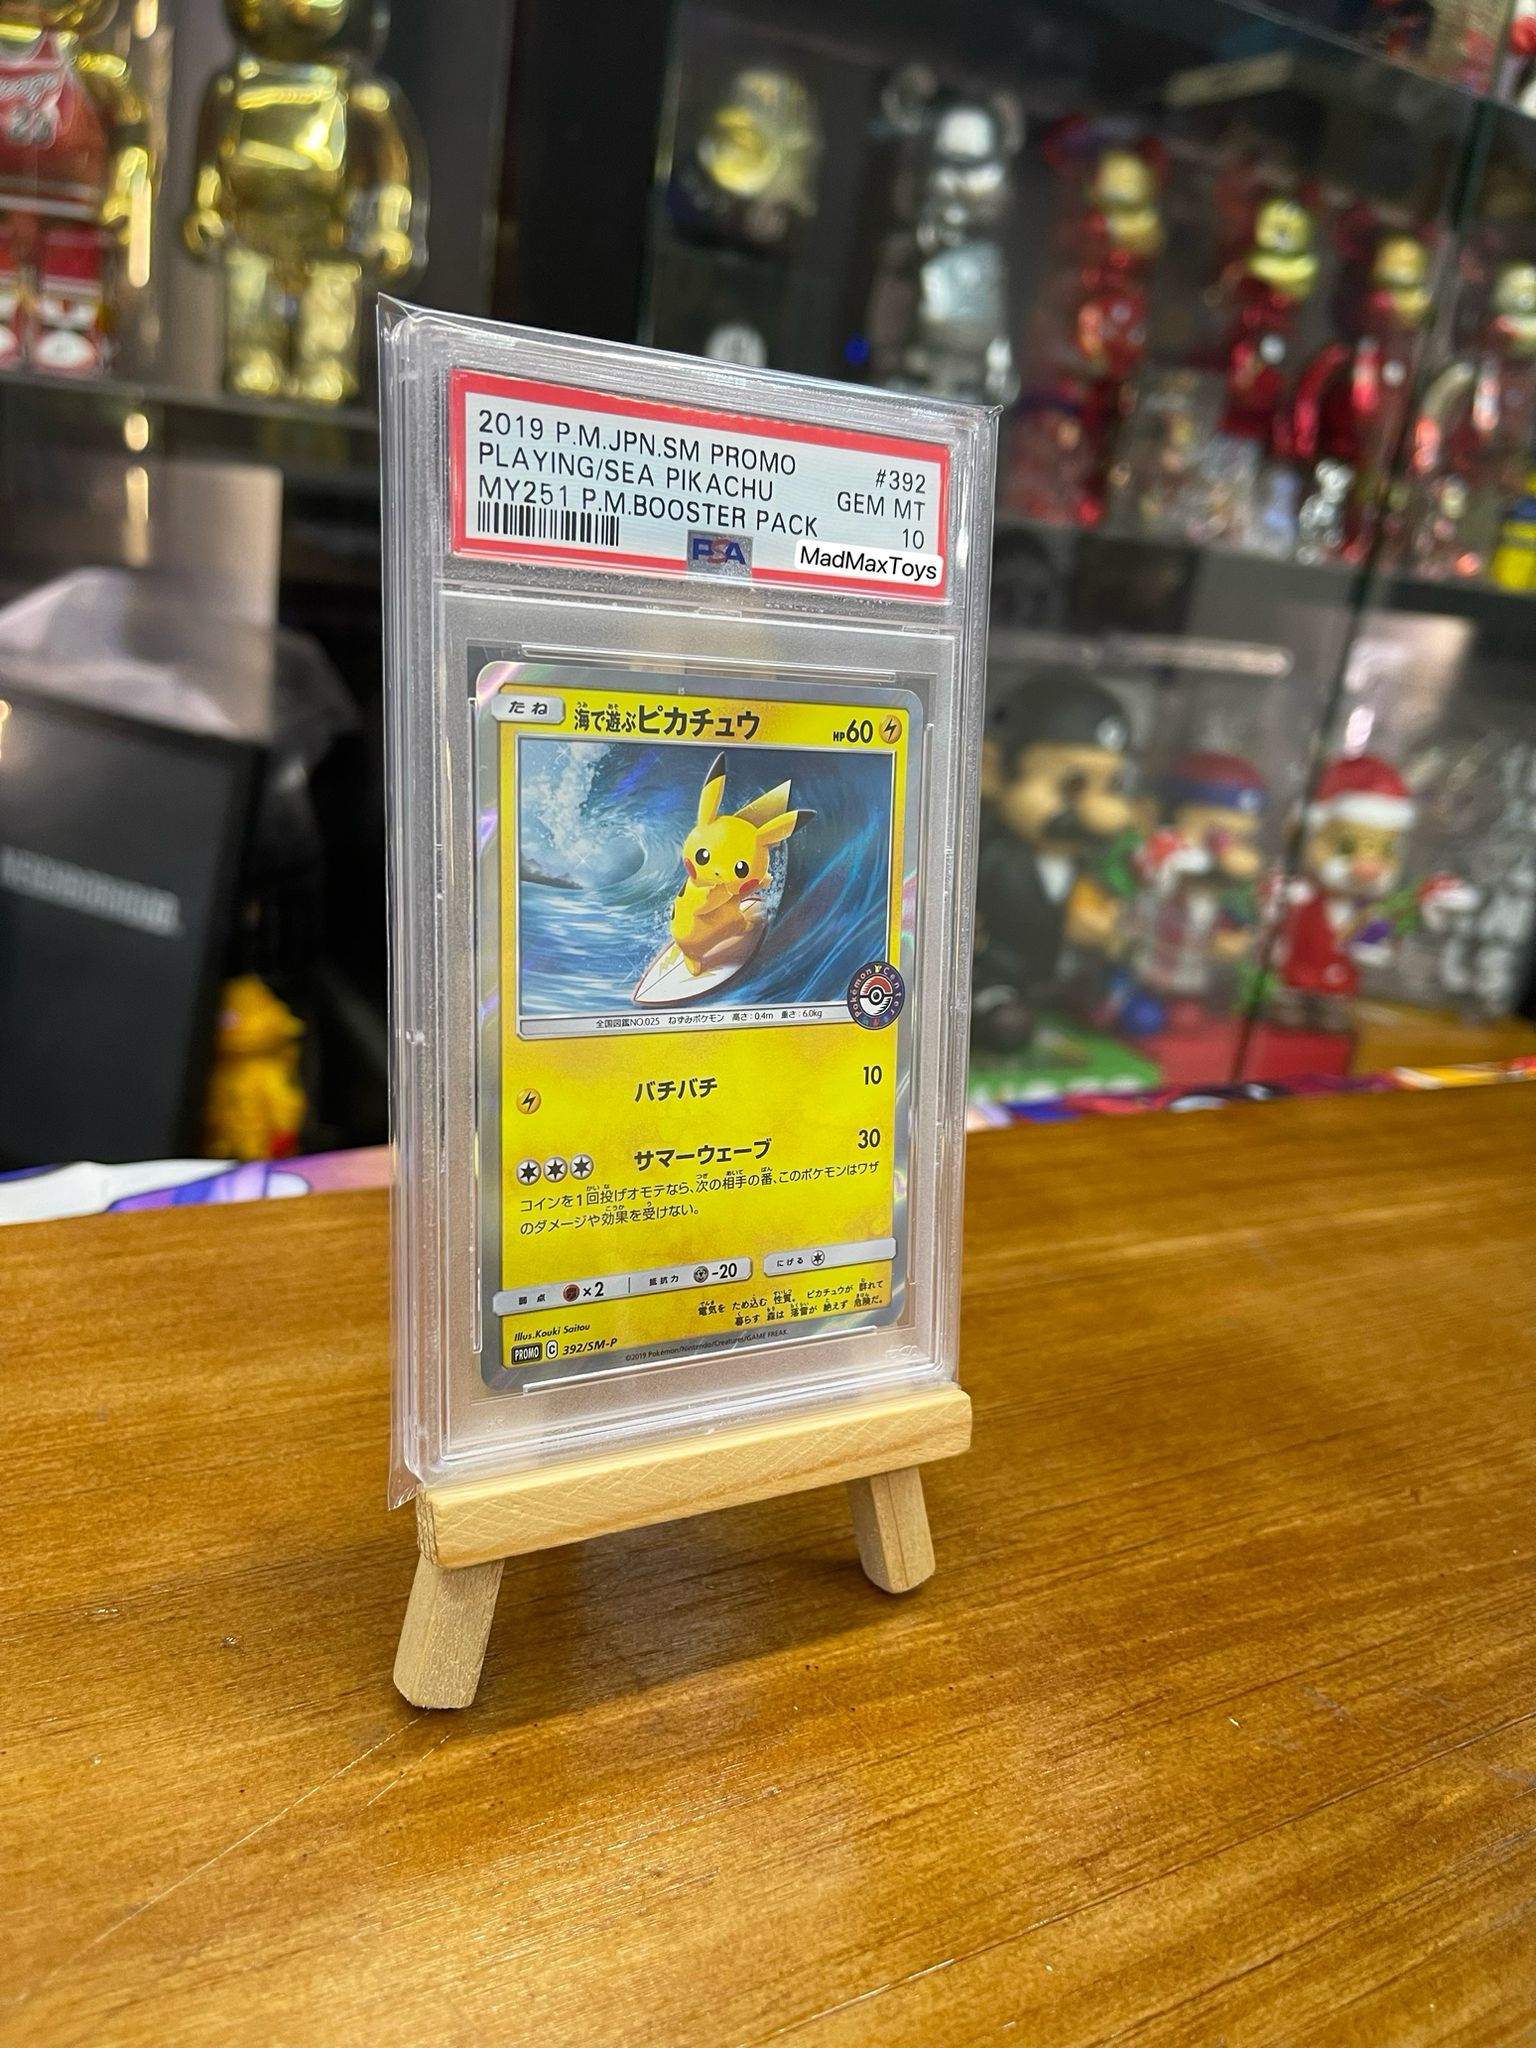 2019 P.M.JPN.SM PROMO #392
PLAYING/SEA PIKACHU GEM MT
MY251 P.M.BOOSTER PACK 10
PSA
MadMaxToys
たね 海で遊ぶピカチュウ HP60
全国図鑑NO.025 ねずみポケモン 高さ:0.4m 重さ:6.0kg
Pokémon Center
バチバチ 10
サマーウェーブ 30
コインを1回投げオモテなら、次の相手の番、このポケモンはワザ
のダメージや効果を受けない。
弱点 ×2 抵抗力 -20 にげる
電気を ため込む 性質。 ピカチュウが 群れて
暮らす 森は 落雷が 絶えず 危険だ。
Illus.Kouki Saitou
PROMO C 392/SM-P
©2019 Pokémon/Nintendo/Creatures/GAME FREAK.